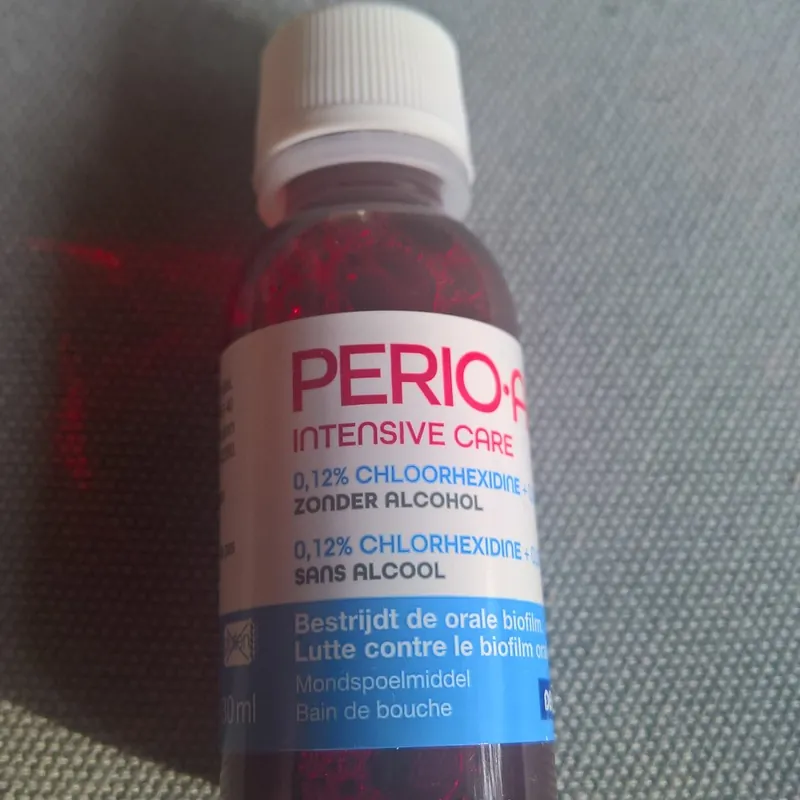 PERIO·A
INTENSIVE CARE
0,12% CHLOORHEXIDINE +
ZONDER ALCOHOL
0,12% CHLORHEXIDINE +
SANS ALCOOL
Bestrijdt de orale biofilm
Lutte contre le biofilm
Mondspoelmiddel
Bain de bouche